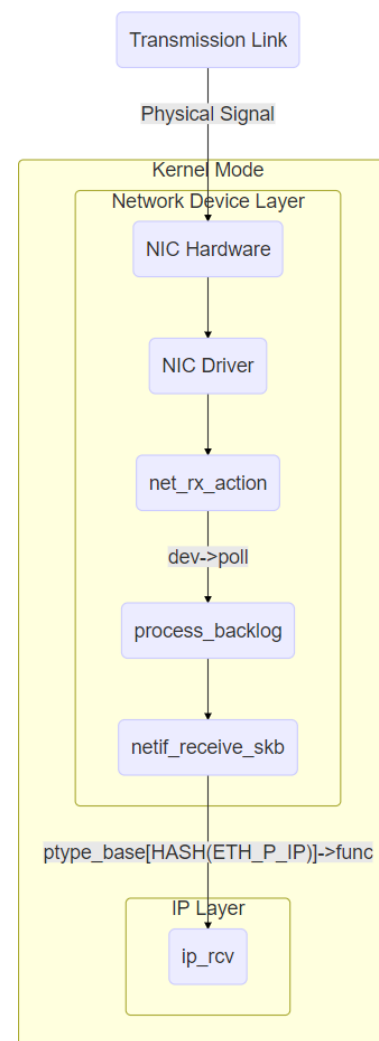 Transmission Link
Physical Signal
Kernel Mode
Network Device Layer
NIC Hardware
NIC Driver
net_rx_action
dev->poll
process_backlog
netif_receive_skb
ptype_base[HASH(ETH_P_IP)]->func
IP Layer
ip_rcv